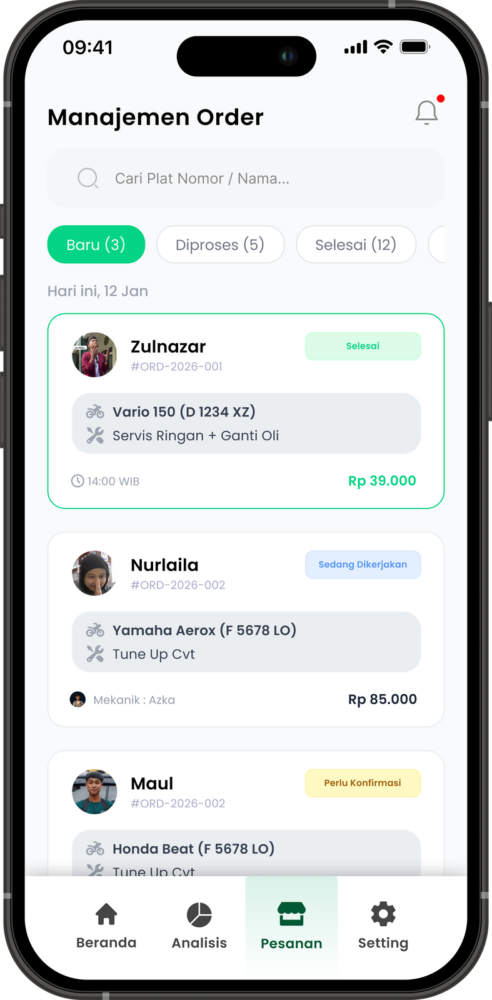 09:41
Manajemen Order
Cari Plat Nomor / Nama...
Baru (3)
Diproses (5)
Selesai (12)
Hari ini, 12 Jan
Zulnazar
Selesai
#ORD-2026-001
Vario 150 (D 1234 XZ)
Servis Ringan + Ganti Oli
14:00 WIB
Rp 39.000
Nurlaila
Sedang Dikerjakan
#ORD-2026-002
Yamaha Aerox (F 5678 LO)
Tune Up Cvt
Mekanik : Azka
Rp 85.000
Maul
Perlu Konfirmasi
#ORD-2026-002
Honda Beat (F 5678 LO)
Tune Up Cvt
Beranda
Analisis
Pesanan
Setting